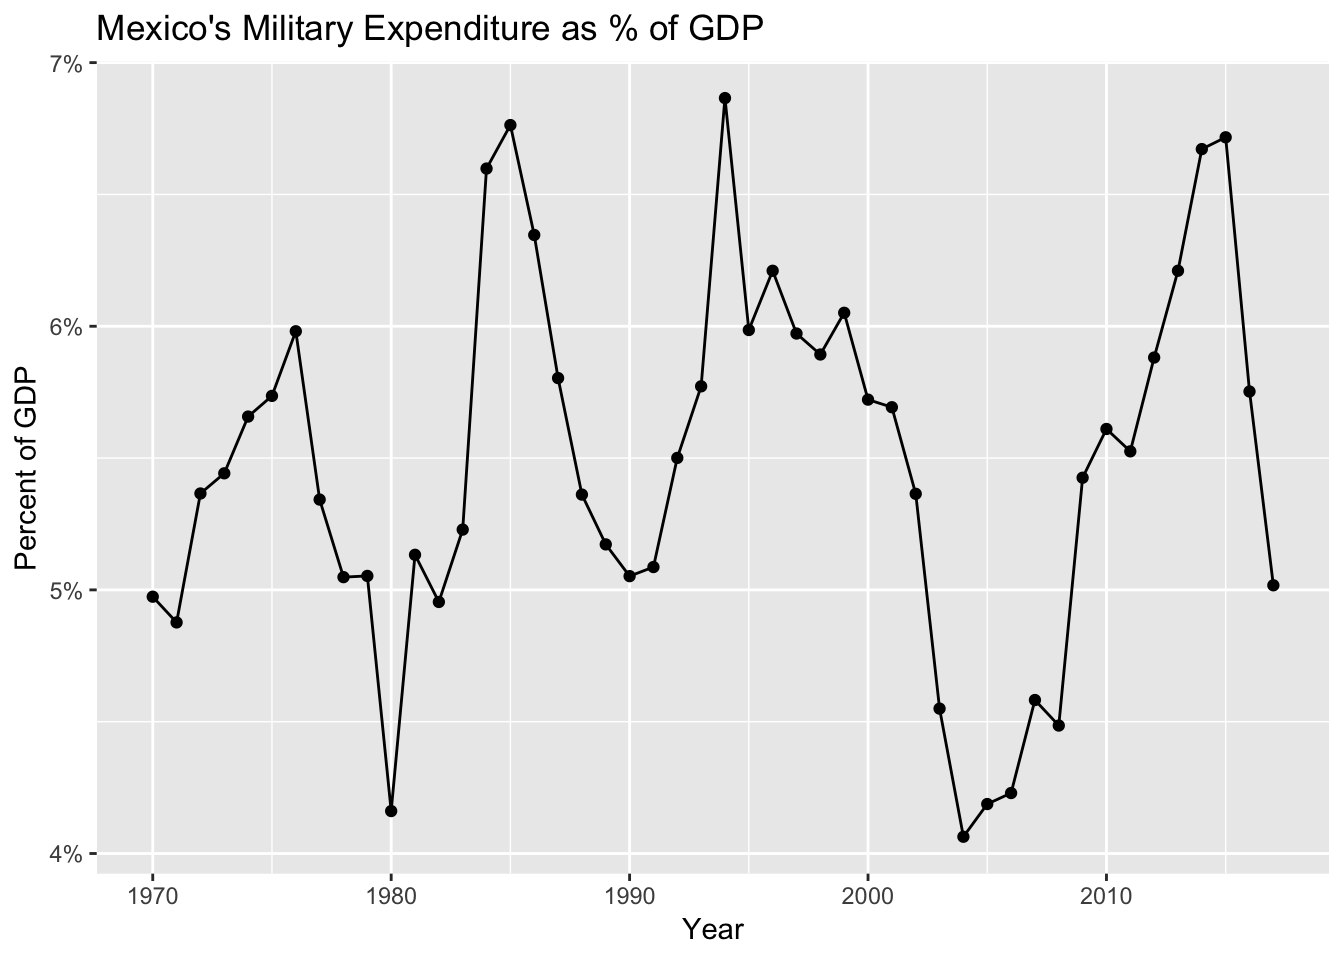 Mexico's Military Expenditure as % of GDP
7%
6%
5%
4%
Percent of GDP
1970 1980 1990 2000 2010
Year